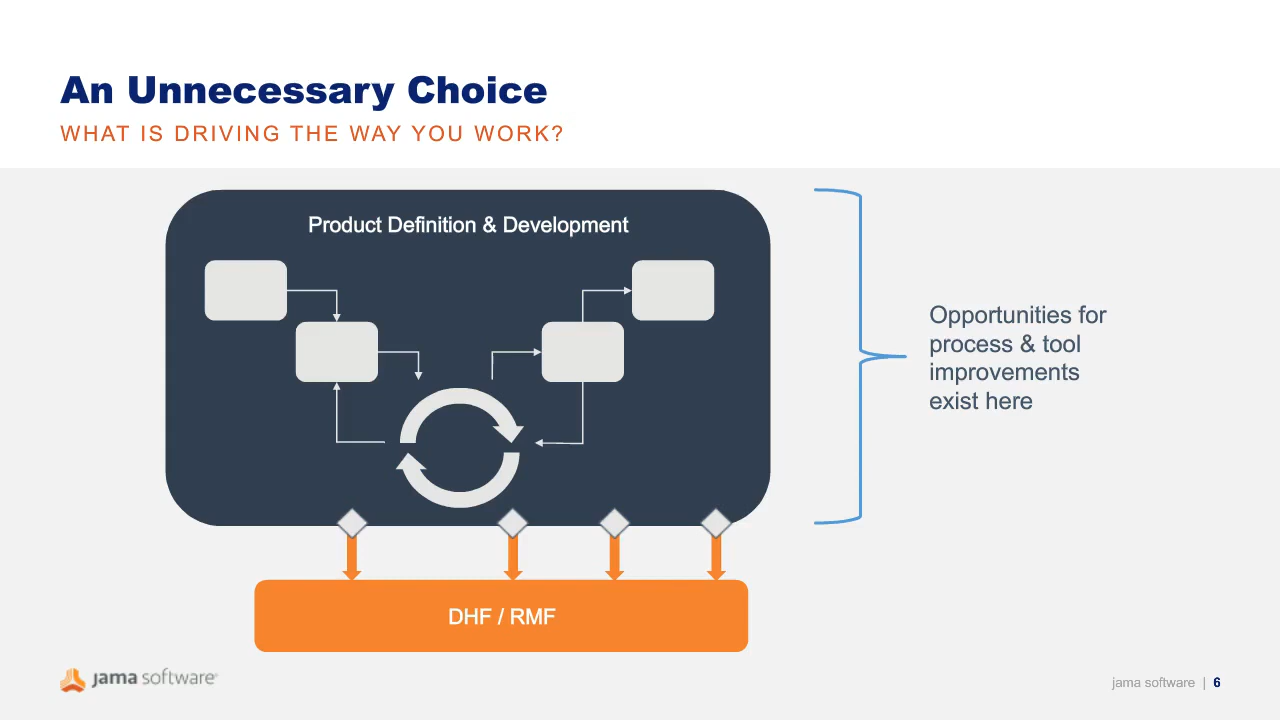 An Unnecessary Choice
WHAT IS DRIVING THE WAY YOU WORK?
Product Definition & Development
Opportunities for
process & tool
improvements
exist here
DHF / RMF
jama software
jama software | 6